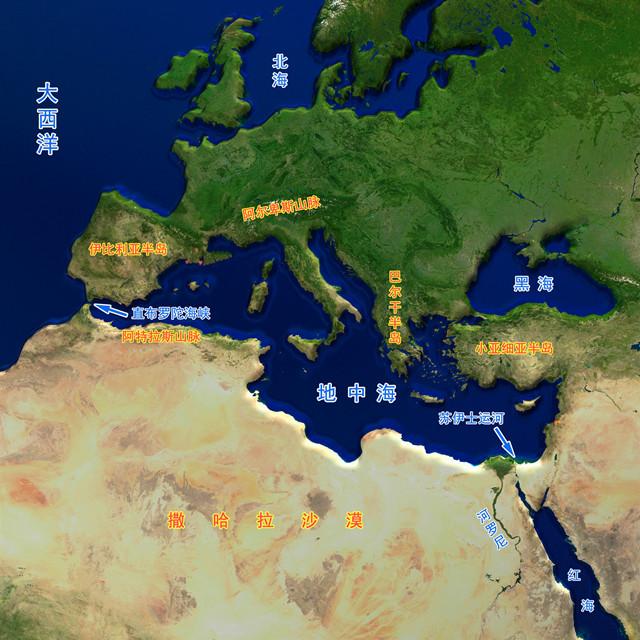 北海
大西洋
阿尔卑斯山脉
伊比利亚半岛
巴尔干半岛
黑海
直布罗陀海峡
阿特拉斯山脉
小亚细亚半岛
地中海
苏伊士运河
撒哈拉沙漠
河罗尼
红海